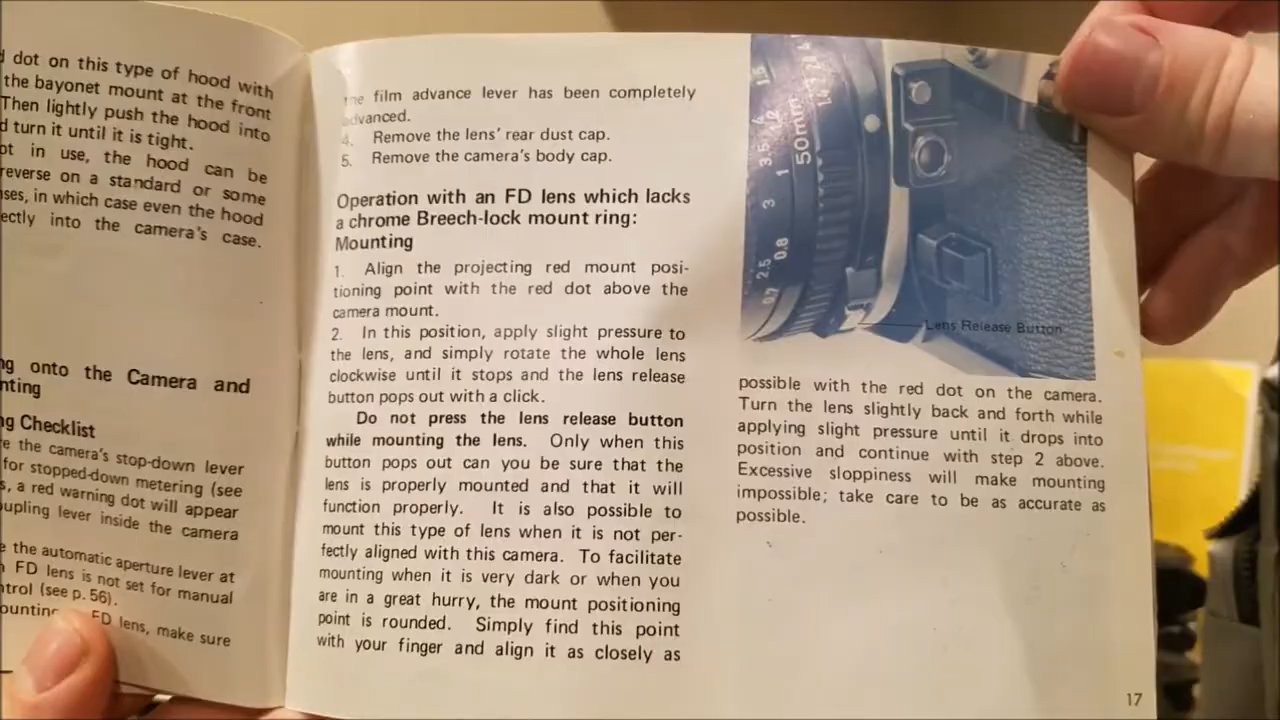 dot on this type of hood with
the bayonet mount at the front
Then lightly push the hood into
turn it until it is tight.
in use, the hood can be
reverse on a standard or some
in which case even the hood
into the camera's case.
onto the Camera and
Checklist
the camera's stop-down lever
for stopped-down metering (see
a red warning dot will appear
lever inside the camera
the automatic aperture lever at
FD lens is not set for manual
(see p. 56).
FD lens, make sure
the film advance lever has been completely
advanced.
4. Remove the lens' rear dust cap.
5. Remove the camera's body cap.
Operation with an FD lens which lacks
a chrome Breech-lock mount ring:
Mounting
1. Align the projecting red mount posi-
tioning point with the red dot above the
camera mount.
2. In this position, apply slight pressure to
the lens, and simply rotate the whole lens
clockwise until it stops and the lens release
button pops out with a click.
Do not press the lens release button
while mounting the lens. Only when this
button pops out can you be sure that the
lens is properly mounted and that it will
function properly. It is also possible to
mount this type of lens when it is not per-
fectly aligned with this camera. To facilitate
mounting when it is very dark or when you
are in a great hurry, the mount positioning
point is rounded. Simply find this point
with your finger and align it as closely as
50mm
1.4
3.5
1
3
0.8
2.5
0.7
Lens Release Button
possible with the red dot on the camera.
Turn the lens slightly back and forth while
applying slight pressure until it drops into
position and continue with step 2 above.
Excessive sloppiness will make mounting
impossible; take care to be as accurate as
possible.
17